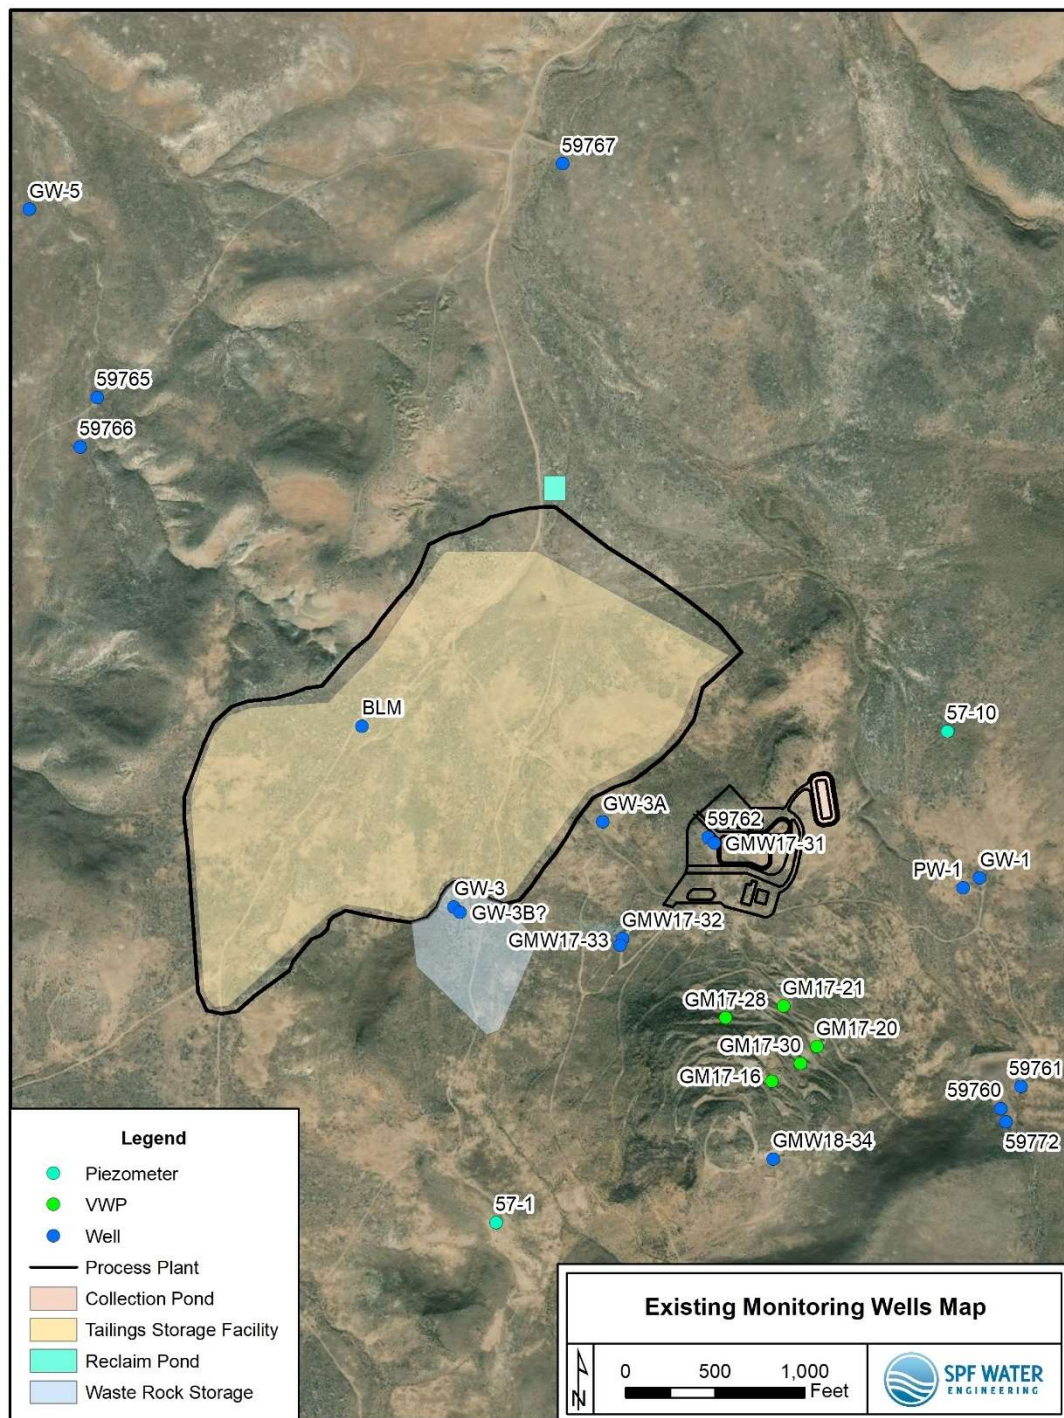 59767
GW-5
59765
59766
BLM
57-10
GW-3A
59762
GMW17-31
PW-1
GW-1
GW-3
GW-3B?
GMW17-32
GMW17-33
GM17-21
GM17-28
GM17-20
GM17-30
GM17-16
59761
59760
59772
GMW18-34
57-1
Legend
Piezometer
VWP
Well
Process Plant
Collection Pond
Tailings Storage Facility
Reclaim Pond
Waste Rock Storage
Existing Monitoring Wells Map
N
0 500 1,000
Feet
SPF WATER
ENGINEERING